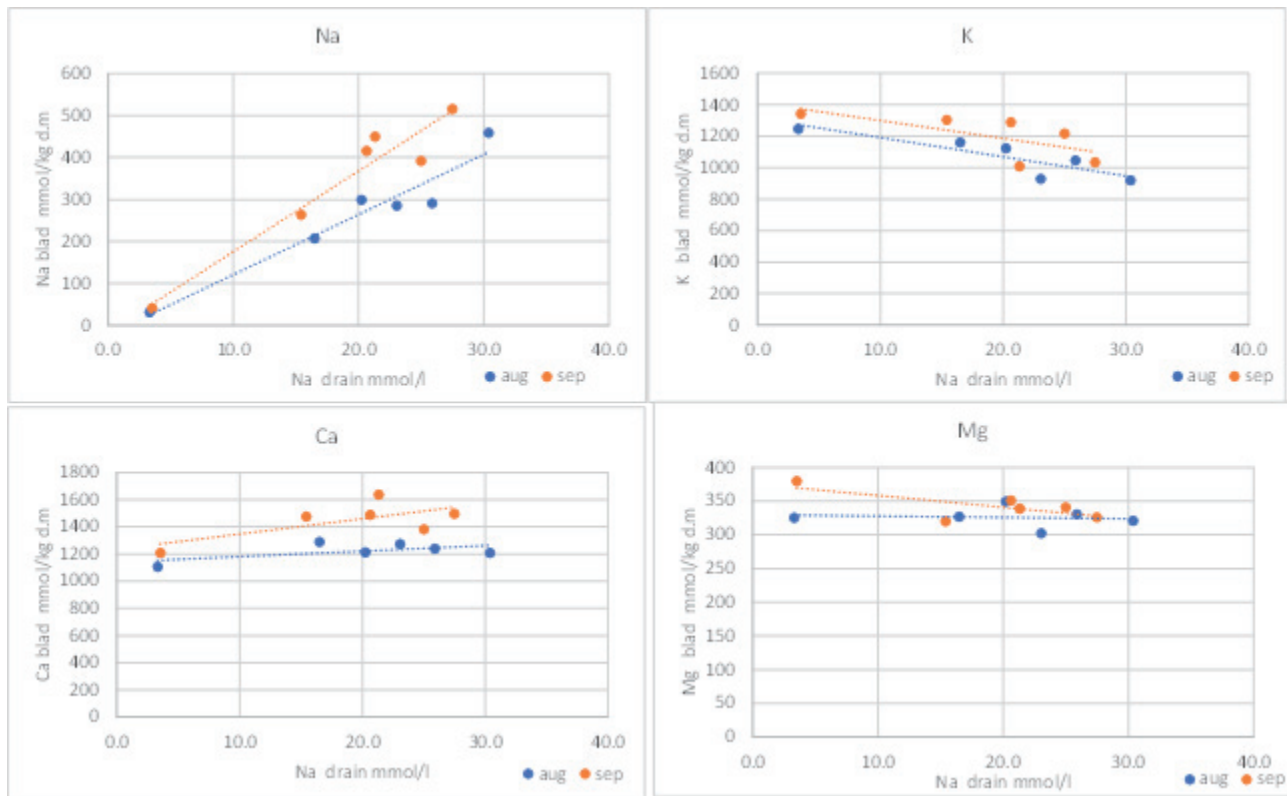 Na
Na blad mmol/kg d.m
600
500
400
300
200
100
0
0.0 10.0 20.0 30.0 40.0
Na drain mmol/l
aug sep
K
K blad mmol/kg d.m
1600
1400
1200
1000
800
600
400
200
0
0.0 10.0 20.0 30.0 40.0
Na drain mmol/l
aug sep
Ca
Ca blad mmol/kg d.m
1800
1600
1400
1200
1000
800
600
400
200
0
0.0 10.0 20.0 30.0 40.0
Na drain mmol/l
aug sep
Mg
Mg blad mmol/kg d.m
400
350
300
250
200
150
100
50
0
0.0 10.0 20.0 30.0 40.0
Na drain mmol/l
aug sep